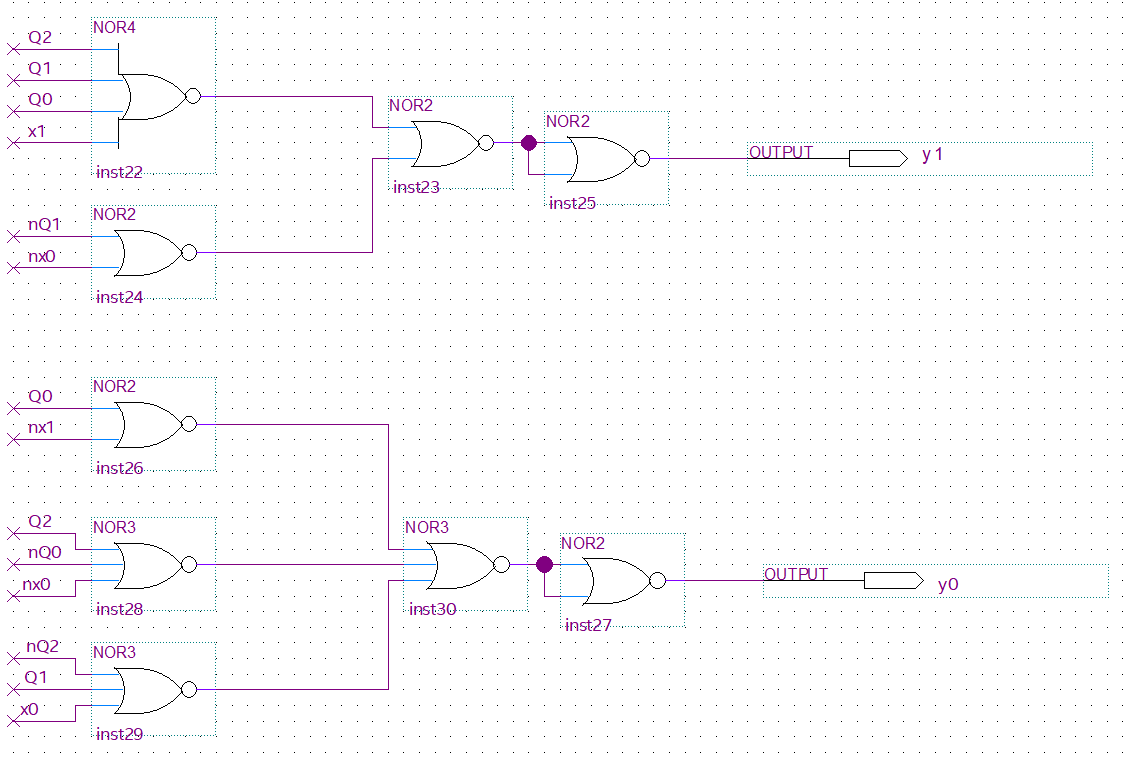 NOR4
Q2
Q1
Q0
x1
inst22
NOR2
inst23
NOR2
inst25
OUTPUT
y1
NOR2
nQ1
nx0
inst24
NOR2
Q0
nx1
inst26
NOR3
Q2
nQ0
nx0
inst28
NOR3
inst30
NOR2
inst27
OUTPUT
y0
NOR3
nQ2
Q1
x0
inst29